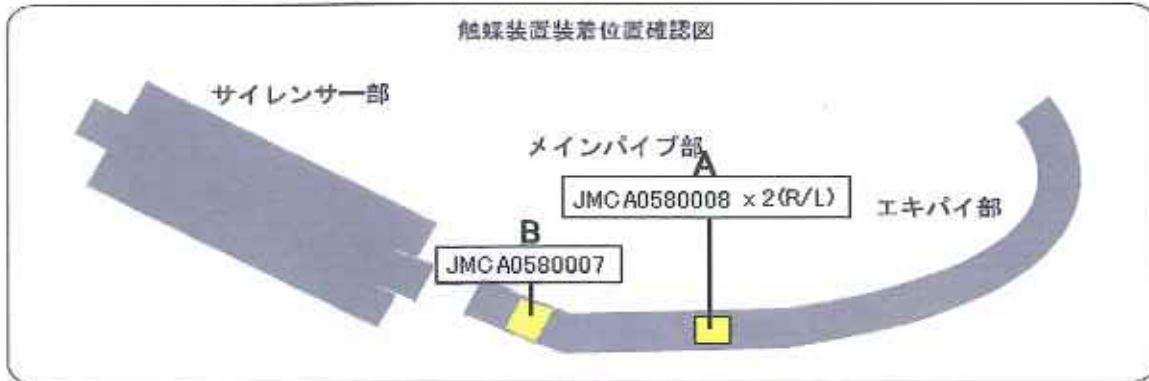 触媒装置装着位置確認図
サイレンサー部
メインパイプ部
A
JMCA0580008 x2(R/L)
エキパイ部
B
JMCA0580007